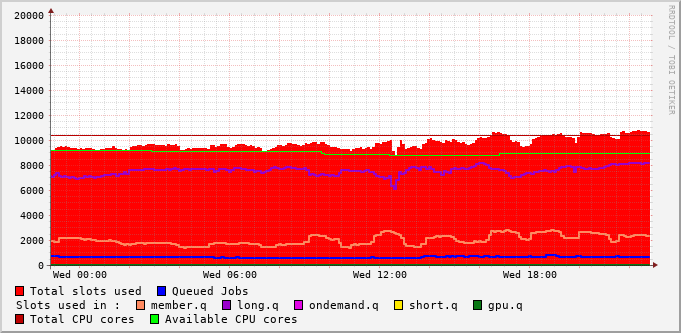 RRDTOOL / TOBI OETIKER
20000
18000
16000
14000
12000
10000
8000
6000
4000
2000
0
Wed 00:00 Wed 06:00 Wed 12:00 Wed 18:00
Total slots used Queued Jobs
Slots used in : member.q long.q ondemand.q short.q gpu.q
Total CPU cores Available CPU cores